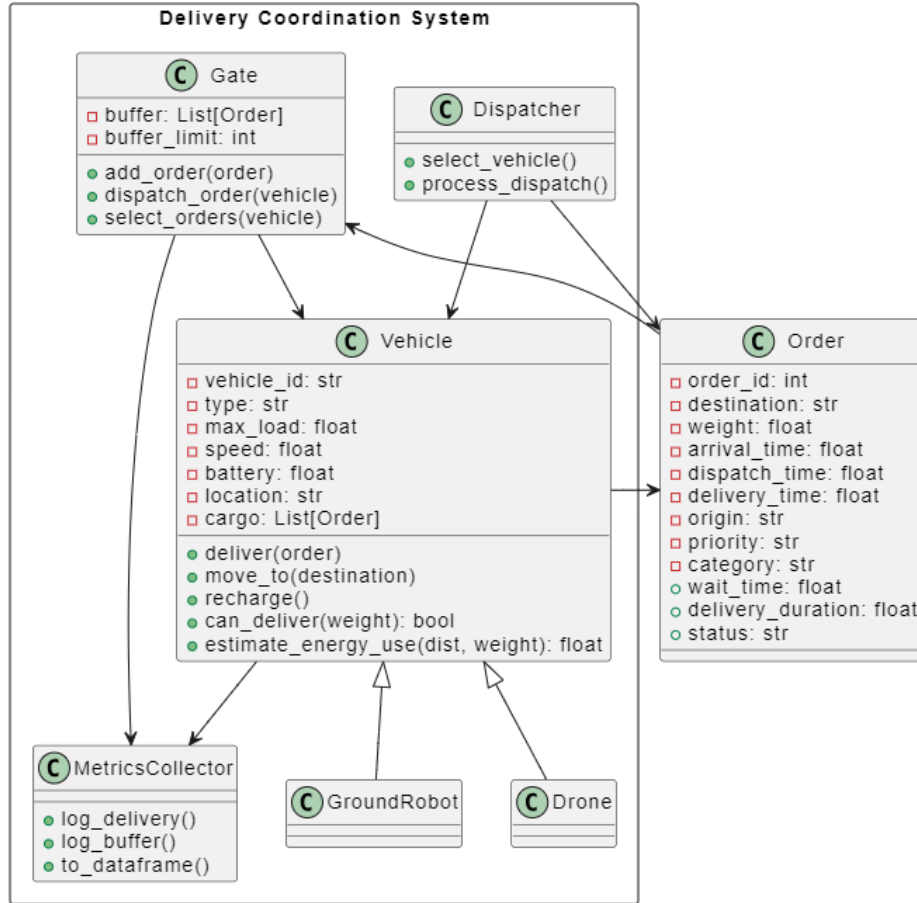 Delivery Coordination System
C Gate
buffer: List[Order]
buffer_limit: int
add_order(order)
dispatch_order(vehicle)
select_orders(vehicle)
C Dispatcher
select_vehicle()
process_dispatch()
C Vehicle
vehicle_id: str
type: str
max_load: float
speed: float
battery: float
location: str
cargo: List[Order]
deliver(order)
move_to(destination)
recharge()
can_deliver(weight): bool
estimate_energy_use(dist, weight): float
C Order
order_id: int
destination: str
weight: float
arrival_time: float
dispatch_time: float
delivery_time: float
origin: str
priority: str
category: str
wait_time: float
delivery_duration: float
status: str
C MetricsCollector
log_delivery()
log_buffer()
to_dataframe()
C GroundRobot
C Drone